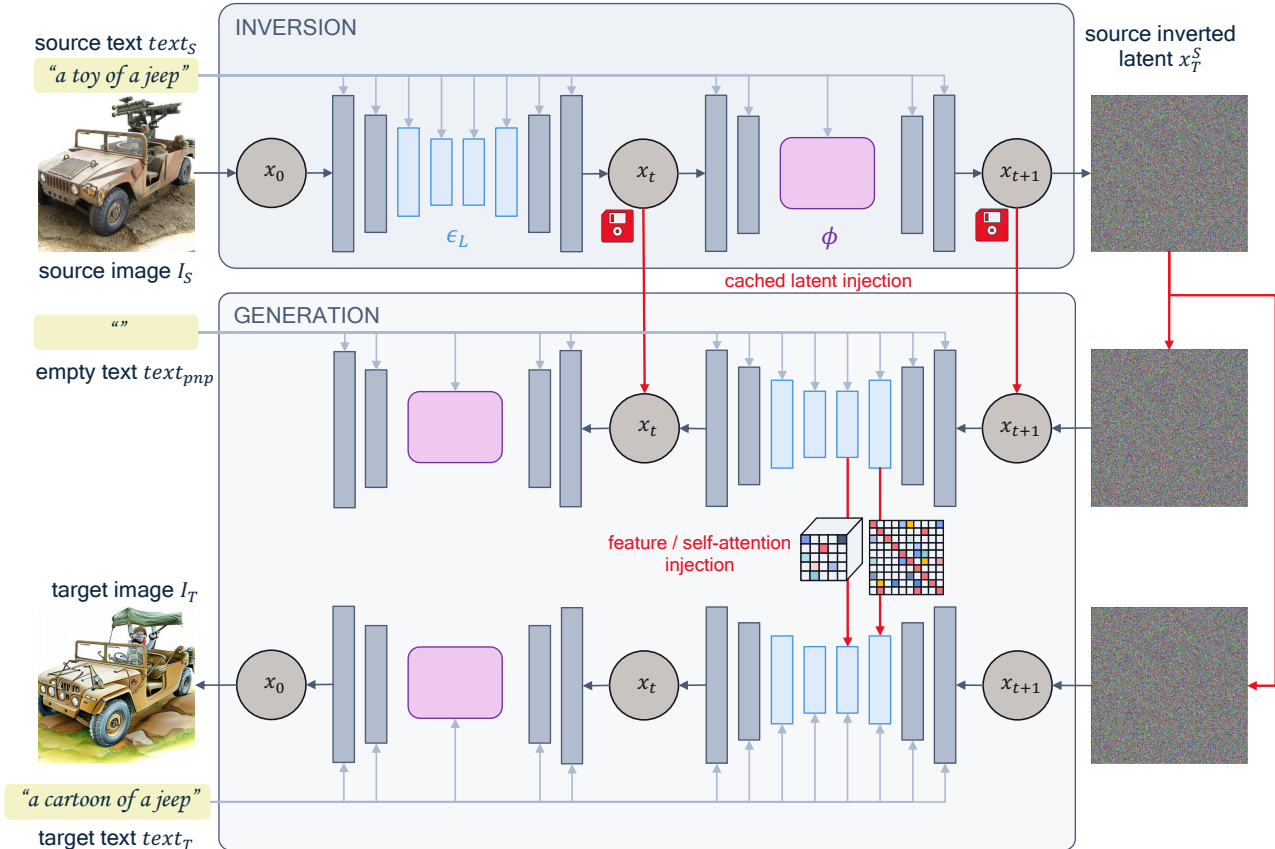 INVERSION
source text text_S
“a toy of a jeep”
source inverted
latent x_T^S
x_0
x_t
x_{t+1}
ϵ_L
ϕ
source image I_S
cached latent injection
GENERATION
“”
empty text text_{pnp}
x_t
x_{t+1}
feature / self-attention
injection
target image I_T
x_0
x_t
x_{t+1}
“a cartoon of a jeep”
target text text_T